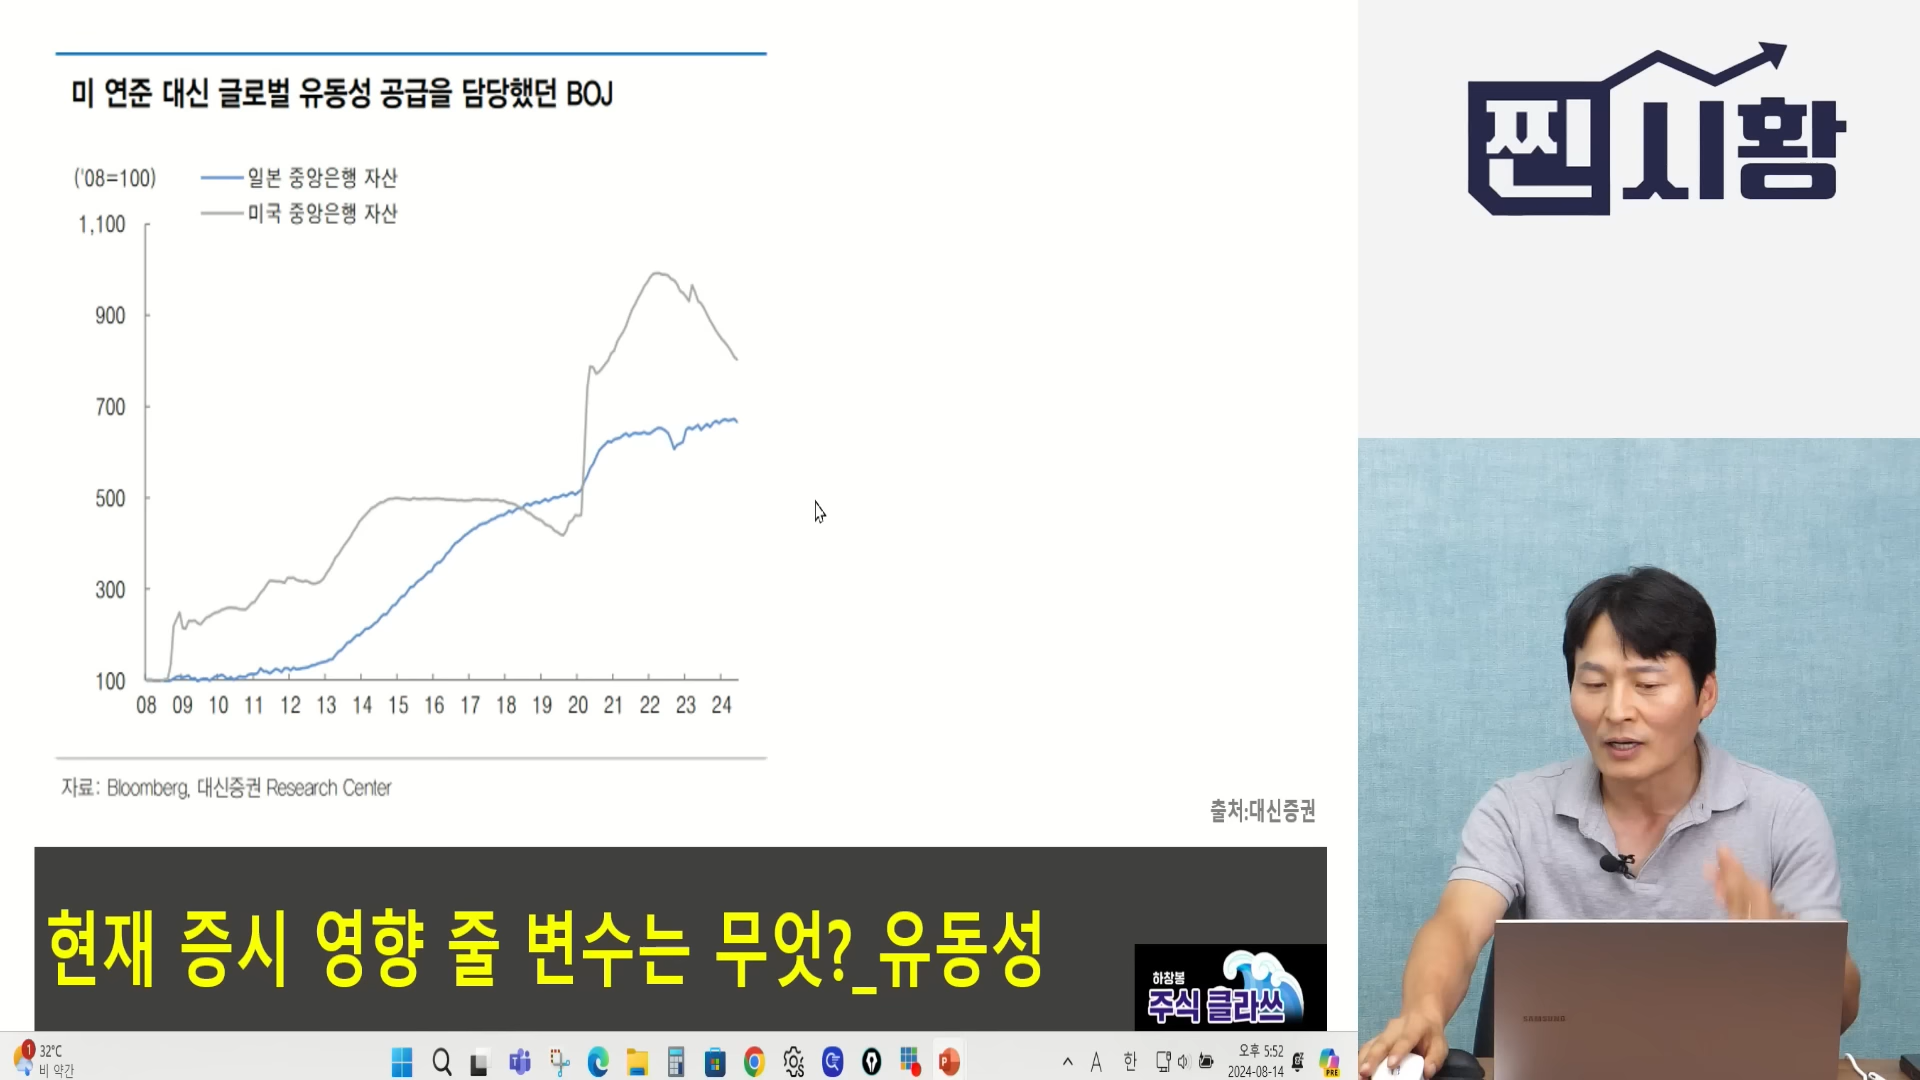 미 연준 대신 글로벌 유동성 공급을 담당했던 BOJ
('08=100)
일본 중앙은행 자산
미국 중앙은행 자산
1,100
900
700
500
300
100
08 09 10 11 12 13 14 15 16 17 18 19 20 21 22 23 24
자료: Bloomberg, 대신증권 Research Center
출처:대신증권
현재 증시 영향 줄 변수는 무엇?_유동성
하창봉
주식 클라쓰
찐시황
SAMSUNG
1
32°C
비 약간
A 한
오후 5:52
2024-08-14
PRE